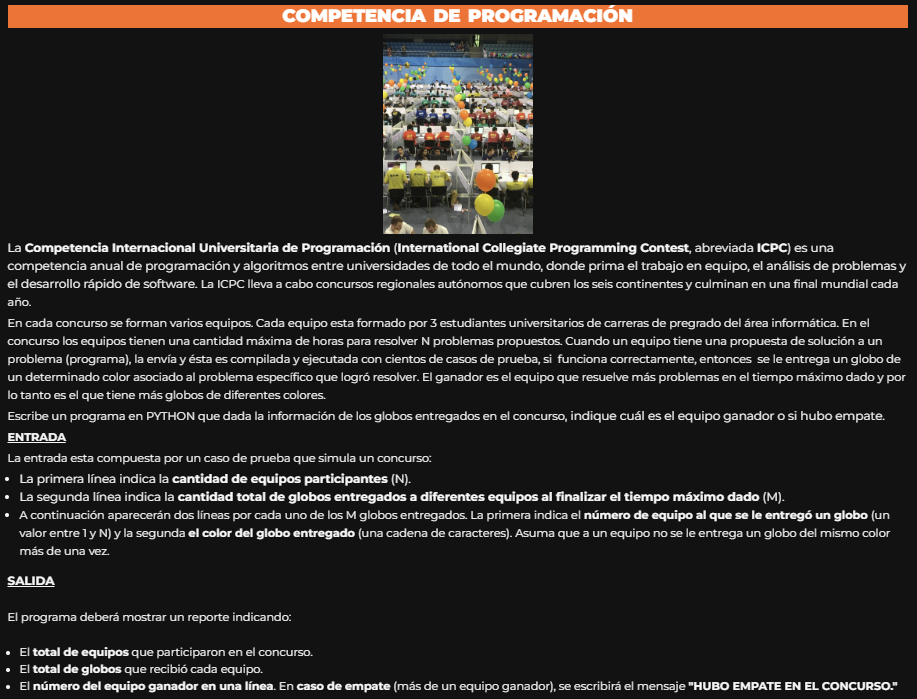 COMPETENCIA DE PROGRAMACIÓN
La Competencia Internacional Universitaria de Programación (International Collegiate Programming Contest, abreviada ICPC) es una
competencia anual de programación y algoritmos entre universidades de todo el mundo, donde prima el trabajo en equipo, el análisis de problemas y
el desarrollo rápido de software. La ICPC lleva a cabo concursos regionales autónomos que cubren los seis continentes y culminan en una final mundial cada
año.
En cada concurso se forman varios equipos. Cada equipo esta formado por 3 estudiantes universitarios de carreras de pregrado del área informática. En el
concurso los equipos tienen una cantidad máxima de horas para resolver N problemas propuestos. Cuando un equipo tiene una propuesta de solución a un
problema (programa), la envía y ésta es compilada y ejecutada con cientos de casos de prueba, si funciona correctamente, entonces se le entrega un globo de
un determinado color asociado al problema específico que logró resolver. El ganador es el equipo que resuelve más problemas en el tiempo máximo dado y por
lo tanto es el que tiene más globos de diferentes colores.
Escribe un programa en PYTHON que dada la información de los globos entregados en el concurso, indique cuál es el equipo ganador o si hubo empate.
ENTRADA
La entrada esta compuesta por un caso de prueba que simula un concurso:
• La primera línea indica la cantidad de equipos participantes (N).
• La segunda línea indica la cantidad total de globos entregados a diferentes equipos al finalizar el tiempo máximo dado (M).
• A continuación aparecerán dos líneas por cada uno de los M globos entregados. La primera indica el número de equipo al que se le entregó un globo (un
valor entre 1 y N) y la segunda el color del globo entregado (una cadena de caracteres). Asuma que a un equipo no se le entrega un globo del mismo color
más de una vez.
SALIDA
El programa deberá mostrar un reporte indicando:
• El total de equipos que participaron en el concurso.
• El total de globos que recibió cada equipo.
• El número del equipo ganador en una línea. En caso de empate (más de un equipo ganador), se escribirá el mensaje "HUBO EMPATE EN EL CONCURSO."